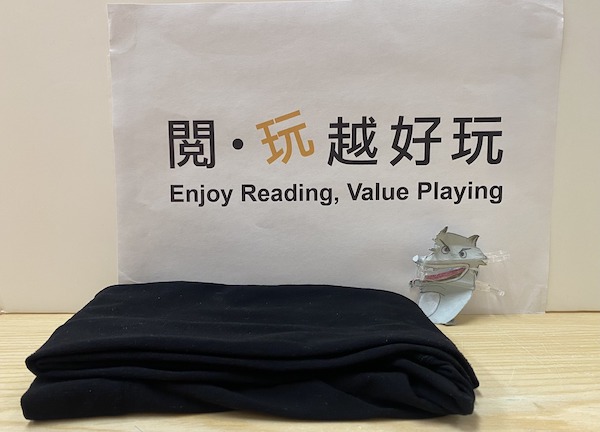 閱·玩越好玩
Enjoy Reading, Value Playing